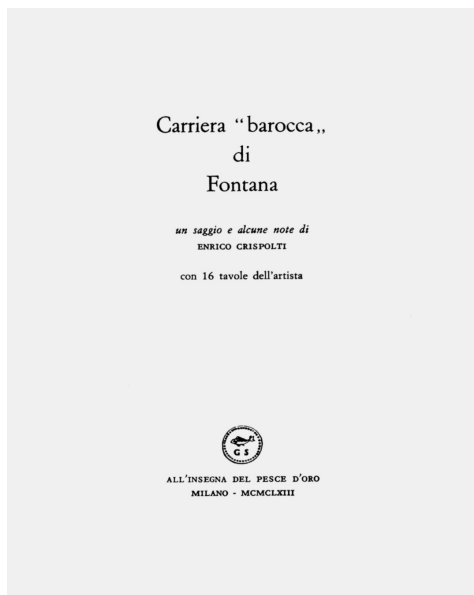 Carriera “barocca„
di
Fontana
un saggio e alcune note di
ENRICO CRISPOLTI
con 16 tavole dell'artista
G S
ALL'INSEGNA DEL PESCE D'ORO
MILANO - MCMLXIII